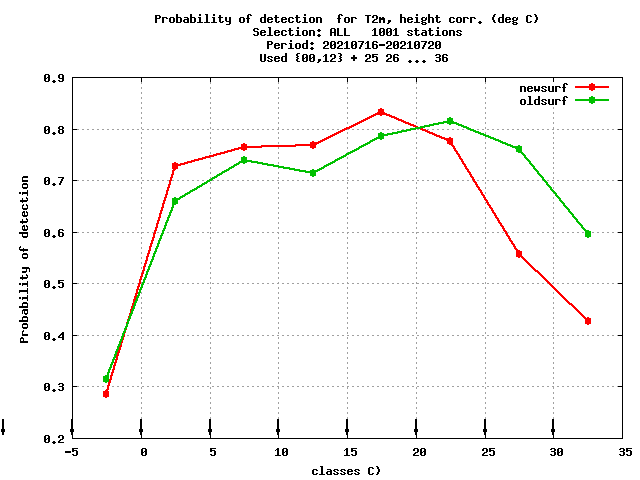 Probability of detection  for T2m, height corr. (deg C)
Selection: ALL   1001 stations
Period: 20210716-20210720
Used {00,12} + 25 26 ... 36
newsurf
oldsurf
Probability of detection
0.9
0.8
0.7
0.6
0.5
0.4
0.3
0.2
-5 0 5 10 15 20 25 30 35
classes C)